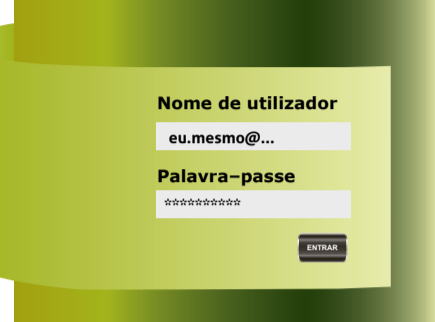 Nome de utilizador
eu.mesmo@...
Palavra–passe
**********
ENTRAR